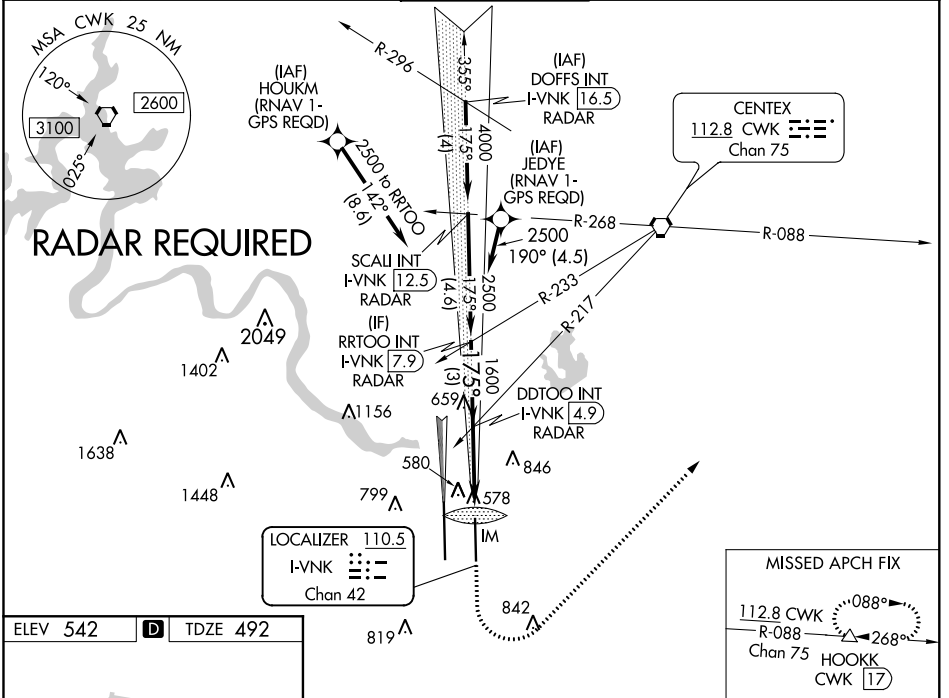 MSA CWK 25 NM
120°
2600
3100
025°
(IAF)
HOUKM
(RNAV 1-
GPS REQD)
2500 to RRTOO
142°
(8.6)
R-296
355°
(IAF)
DOFFS INT
I-VNK 16.5
RADAR
4000
175°
(4)
(IAF)
JEDYE
(RNAV 1-
GPS REQD)
CENTEX
112.8 CWK
Chan 75
R-268
R-088
2500
190° (4.5)
RADAR REQUIRED
SCALI INT
I-VNK 12.5
RADAR
2500
175°
(4.6)
R-233
R-217
(IF)
RRTOO INT
I-VNK 7.9
RADAR
1600
175°
(3)
DDTOO INT
I-VNK 4.9
RADAR
2049
1402
1156
659
1638
846
580
1448
799
578
IM
LOCALIZER 110.5
I-VNK
Chan 42
842
819
MISSED APCH FIX
112.8 CWK
R-088
Chan 75
088°
268°
HOOKK
CWK 17
ELEV 542 D TDZE 492